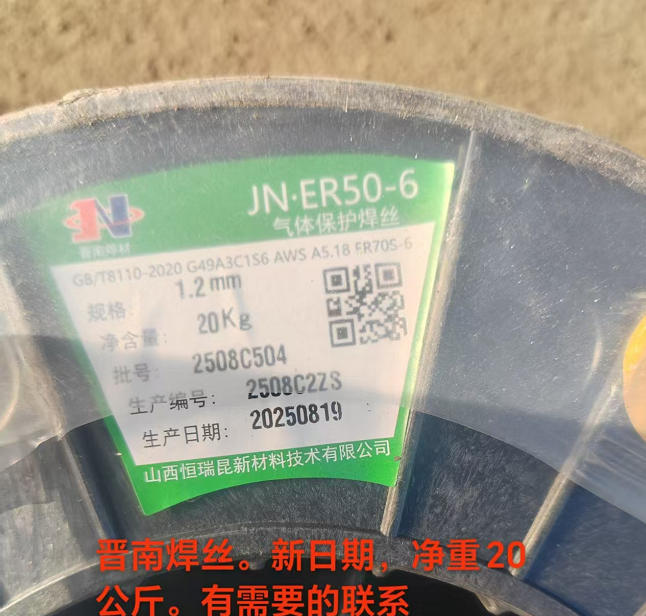 JN·ER50-6
气体保护焊丝
晋南焊材
GB/T8110-2020 G49A3C1S6 AWS A5.18 ER70S-6
规格: 1.2mm
净含量: 20Kg
批号: 2508C504
生产编号: 2508C2ZS
生产日期: 20250819
山西恒瑞昆新材料技术有限公司
晋南焊丝。新日期，净重20
公斤。有需要的联系